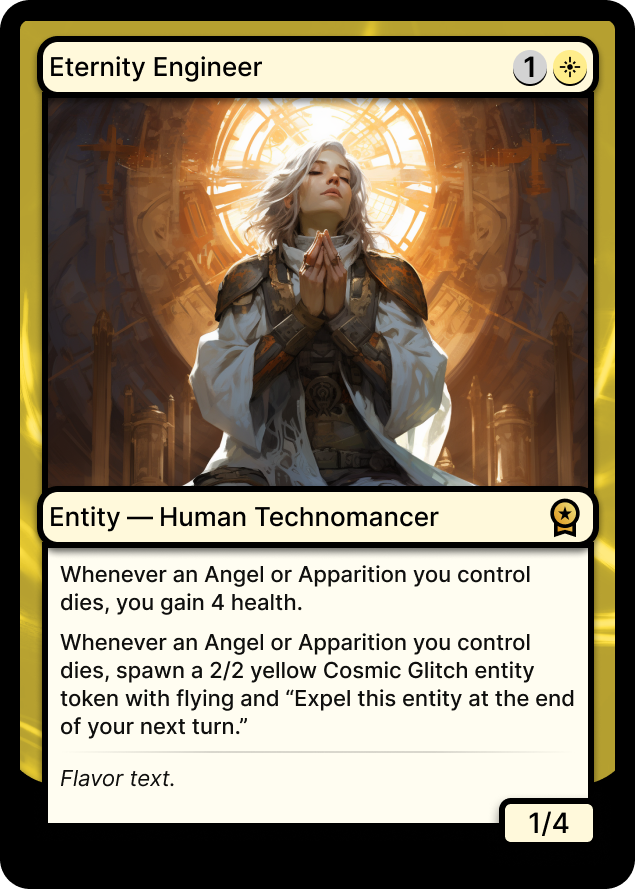 Eternity Engineer 1
Entity — Human Technomancer
Whenever an Angel or Apparition you control
dies, you gain 4 health.
Whenever an Angel or Apparition you control
dies, spawn a 2/2 yellow Cosmic Glitch entity
token with flying and “Expel this entity at the end
of your next turn.”
Flavor text.
1/4